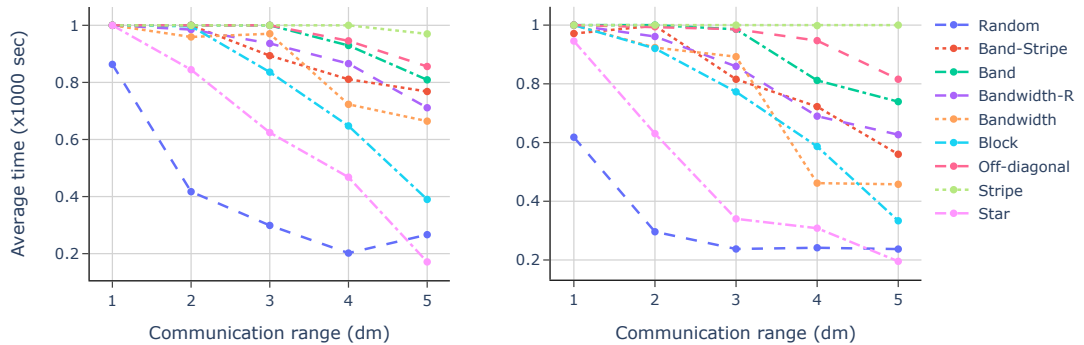 Average time (x1000 sec)
1
0.8
0.6
0.4
0.2
1 2 3 4 5
Communication range (dm)
1
0.8
0.6
0.4
0.2
1 2 3 4 5
Communication range (dm)
Random
Band-Stripe
Band
Bandwidth-R
Bandwidth
Block
Off-diagonal
Stripe
Star